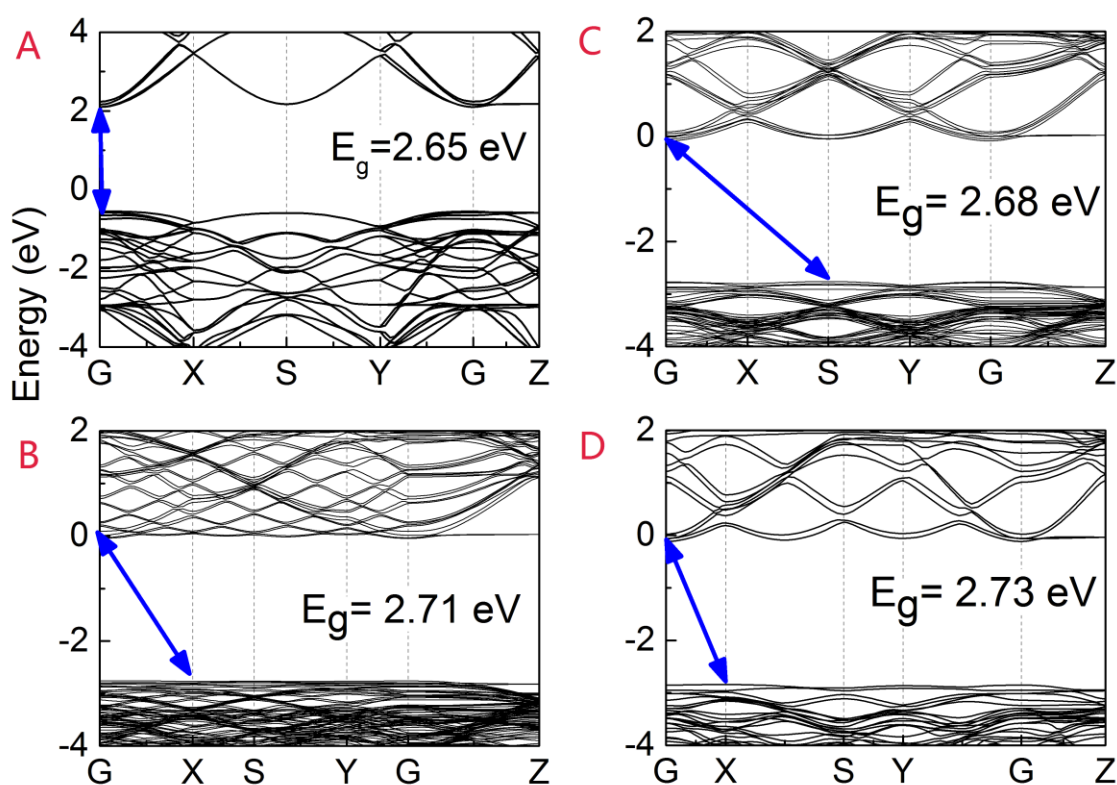 A
4
2
0
-2
-4
Energy (eV)
E_g=2.65 eV
G X S Y G Z
C
2
0
-2
-4
Eg= 2.68 eV
G X S Y G Z
B
2
0
-2
-4
Eg= 2.71 eV
G X S Y G Z
D
2
0
-2
-4
Eg= 2.73 eV
G X S Y G Z